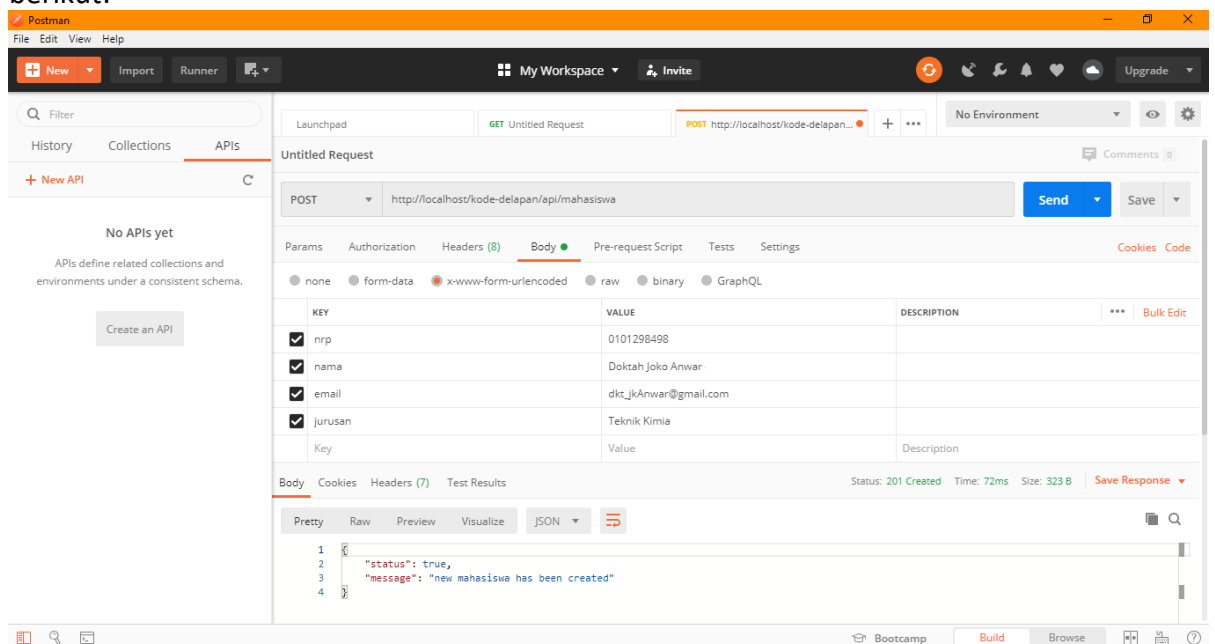 berikut:
Postman
File Edit View Help
New Import Runner My Workspace Invite Upgrade
Filter
History Collections APIs
+ New API
No APIs yet
APIs define related collections and
environments under a consistent schema.
Create an API
Launchpad GET Untitled Request POST http://localhost/kode-delapan... + ••• No Environment
Untitled Request Comments 0
POST http://localhost/kode-delapan/api/mahasiswa Send Save
Params Authorization Headers (8) Body Pre-request Script Tests Settings Cookies Code
none form-data x-www-form-urlencoded raw binary GraphQL
KEY VALUE DESCRIPTION ••• Bulk Edit
nrp 0101298498
nama Doktah Joko Anwar
email dkt_jkAnwar@gmail.com
jurusan Teknik Kimia
Key Value Description
Body Cookies Headers (7) Test Results Status: 201 Created Time: 72ms Size: 323 B Save Response
Pretty Raw Preview Visualize JSON
1 {
2 "status": true,
3 "message": "new mahasiswa has been created"
4 }
Bootcamp Build Browse